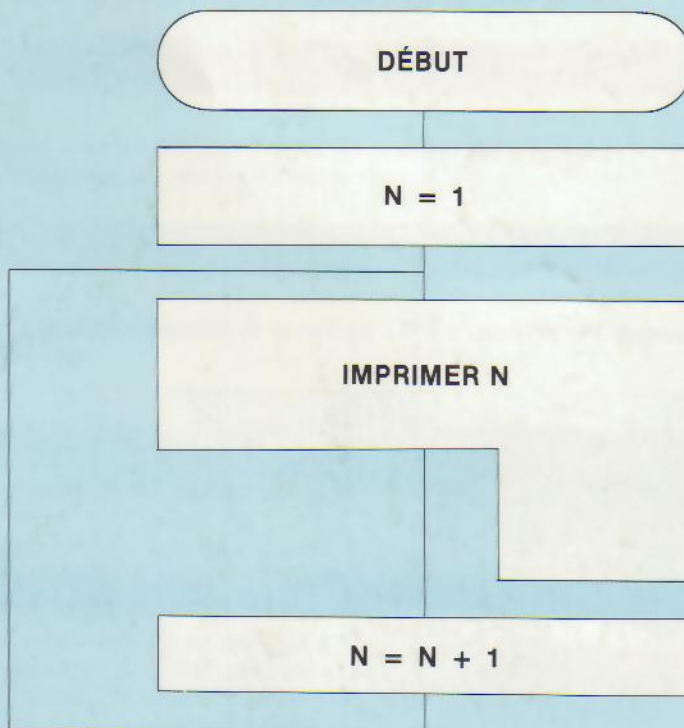 DÉBUT
N = 1
IMPRIMER N
N = N + 1